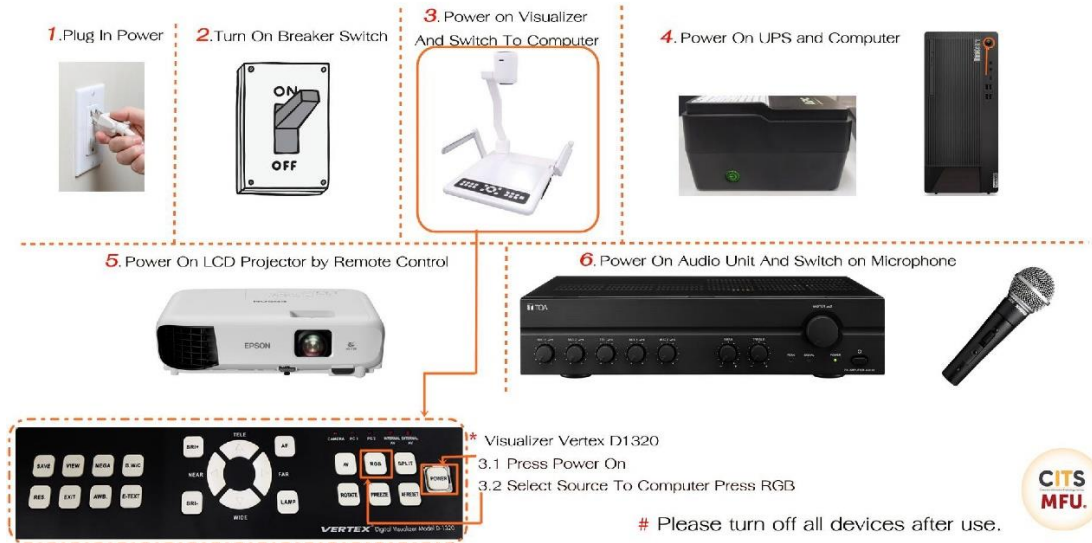 1.Plug In Power
2.Turn On Breaker Switch
ON
OFF
3. Power on Visualizer
And Switch To Computer
4. Power On UPS and Computer
5. Power On LCD Projector by Remote Control
EPSON
6. Power On Audio Unit And Switch on Microphone
TOA
SAVE VIEW NEGA B.W/C
RES. EXIT AWB. E-TEXT
TELE
BRI+ AF
NEAR FAR
BRI- LAMP
WIDE
CAMERA PC 1 PC 2 INTERNAL EXTERNAL
IN RGB SPLIT POWER
ROTATE FREEZE
VERTEX Digital Visualizer Model D-1320
* Visualizer Vertex D1320
3.1 Press Power On
3.2 Select Source To Computer Press RGB
# Please turn off all devices after use.
CITS
MFU.